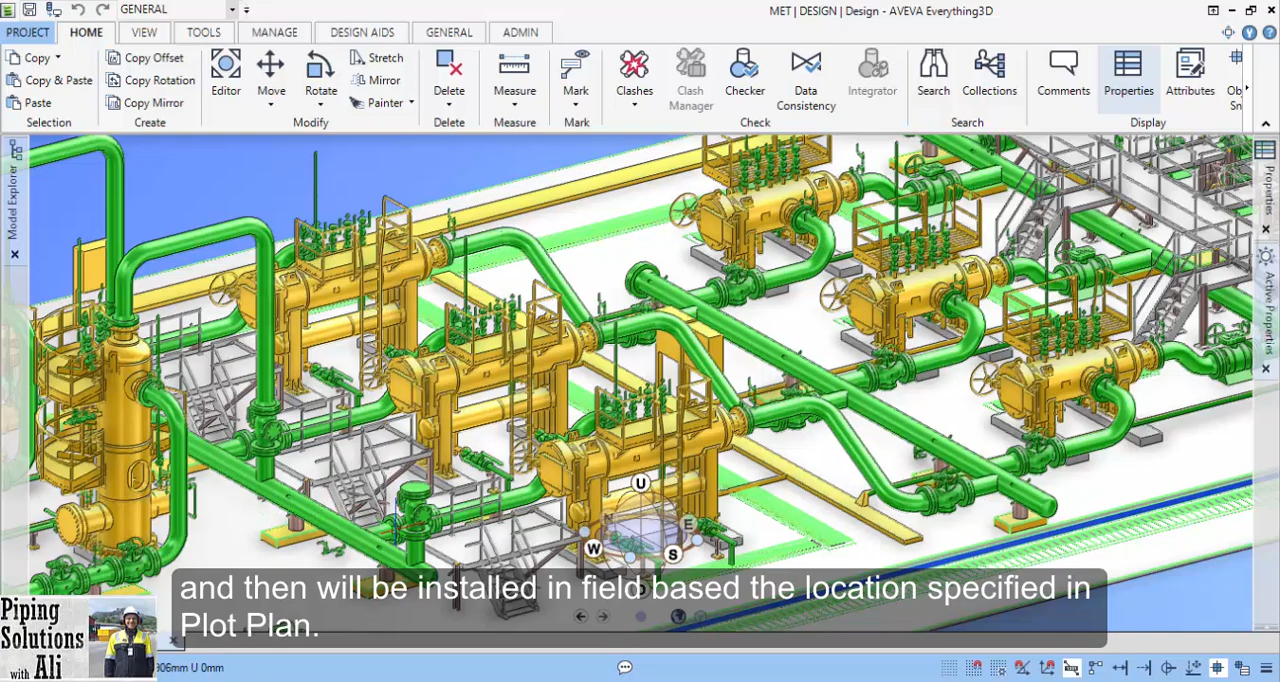 GENERAL
MET | DESIGN | Design - AVEVA Everything3D
PROJECT HOME VIEW TOOLS MANAGE DESIGN AIDS GENERAL ADMIN
Copy
Copy & Paste
Paste
Selection
Copy Offset
Copy Rotation
Copy Mirror
Create
Editor
Move
Rotate
Stretch
Mirror
Painter
Modify
Delete
Delete
Measure
Measure
Mark
Mark
Clashes
Clash
Manager
Checker
Data
Consistency
Integrator
Check
Search
Collections
Search
Comments
Properties
Attributes
Ob
Sn
Display
Model Explorer
Properties
Active Properties
U
E
W
S
and then will be installed in field based the location specified in
Plot Plan.
Piping
Solutions
with Ali
906mm U 0mm